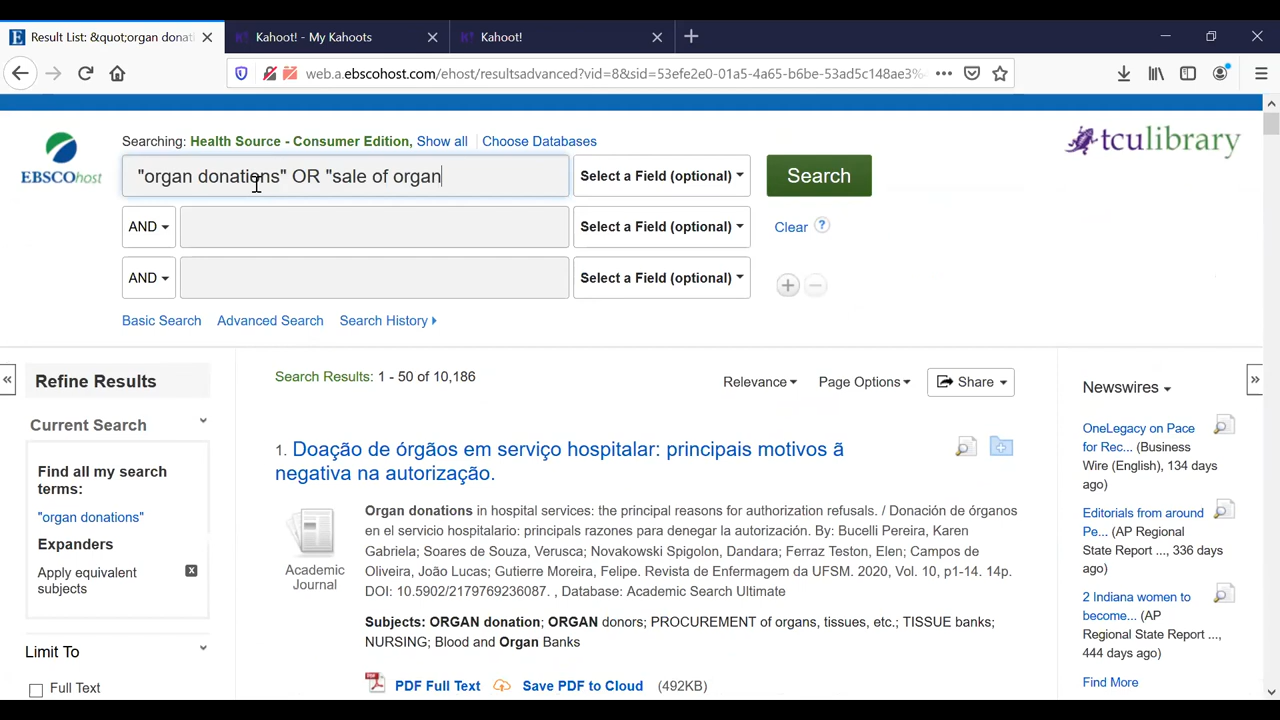 Result List: &quot;organ donati
Kahoot! - My Kahoots
Kahoot!
web.a.ebscohost.com/ehost/resultsadvanced?vid=8&sid=53efe2e0-01a5-4a65-b6be-53ad5c148ae3%
Searching: Health Source - Consumer Edition, Show all Choose Databases
EBSCOhost
tculibrary
"organ donations" OR "sale of organ
Select a Field (optional)
Search
AND
Select a Field (optional)
Clear ?
AND
Select a Field (optional)
Basic Search Advanced Search Search History
Refine Results
Current Search
Find all my search
terms:
"organ donations"
Expanders
Apply equivalent
subjects
Limit To
Full Text
Search Results: 1 - 50 of 10,186
Relevance Page Options Share
1. Doação de órgãos em serviço hospitalar: principais motivos ã
negativa na autorização.
Academic
Journal
Organ donations in hospital services: the principal reasons for authorization refusals. / Donación de órganos
en el servicio hospitalario: principals razones para denegar la autorización. By: Bucelli Pereira, Karen
Gabriela; Soares de Souza, Verusca; Novakowski Spigolon, Dandara; Ferraz Teston, Elen; Campos de
Oliveira, João Lucas; Gutierre Moreira, Felipe. Revista de Enfermagem da UFSM. 2020, Vol. 10, p1-14. 14p.
DOI: 10.5902/2179769236087. , Database: Academic Search Ultimate
Subjects: ORGAN donation; ORGAN donors; PROCUREMENT of organs, tissues, etc.; TISSUE banks;
NURSING; Blood and Organ Banks
PDF Full Text Save PDF to Cloud (492KB)
Newswires
OneLegacy on Pace
for Rec... (Business
Wire (English), 134 days
ago)
Editorials from around
Pe... (AP Regional
State Report ..., 336 days
ago)
2 Indiana women to
become... (AP
Regional State Report ...,
444 days ago)
Find More